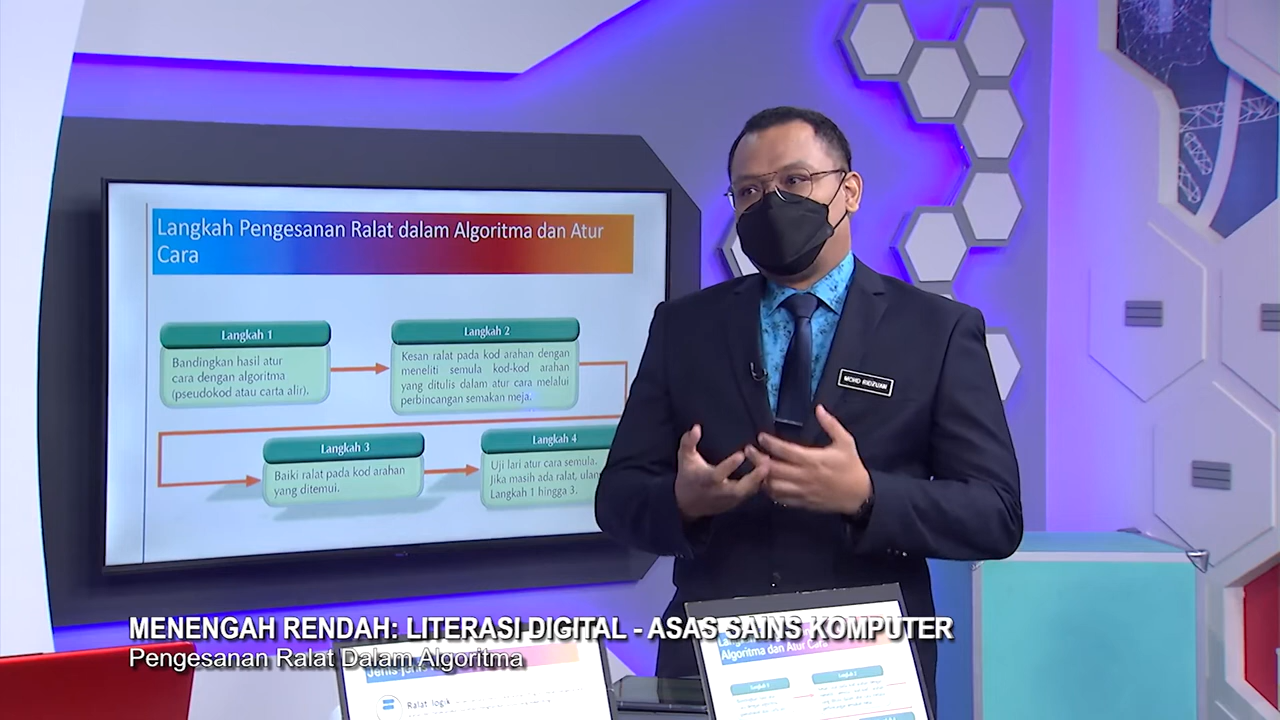 Langkah Pengesanan Ralat dalam Algoritma dan Atur
Cara
Langkah 1
Bandingkan hasil atur
cara dengan algoritma
(pseudokod atau carta alir).
Langkah 2
Kesan ralat pada kod arahan dengan
meneliti semula kod-kod arahan
yang ditulis dalam atur cara melalui
perbincangan semakan meja.
Langkah 3
Baiki ralat pada kod arahan
yang ditemui.
Langkah 4
Uji lari atur cara semula.
Jika masih ada ralat, ulan
Langkah 1 hingga 3.
MOHD RIDZUAN
MENENGAH RENDAH: LITERASI DIGITAL - ASAS SAINS KOMPUTER
Pengesanan Ralat Dalam Algoritma
Ralat logik
Algoritma dan Atur Cara
Langkah 1